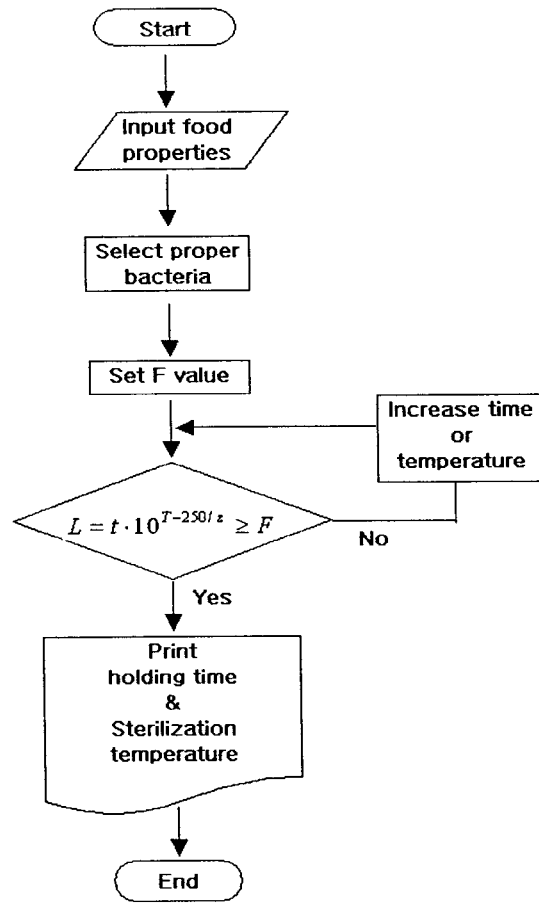 Start
Input food
properties
Select proper
bacteria
Set F value
Increase time
or
temperature
L = t · 10^{T-250/z} ≥ F
No
Yes
Print
holding time
&
Sterilization
temperature
End